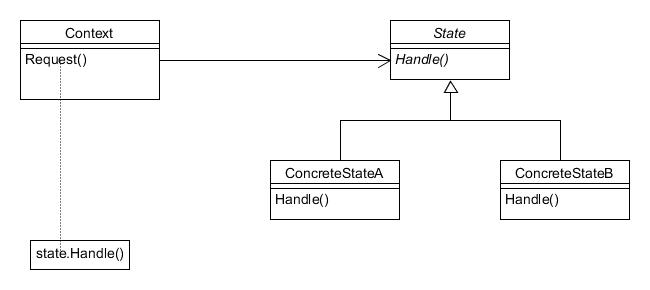 Context
Request()
State
Handle()
ConcreteStateA
Handle()
ConcreteStateB
Handle()
state.Handle()